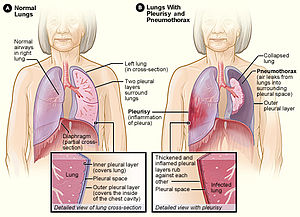 A Normal
Lungs
Normal
airways
in right
lung
Left lung
(in cross-section)
Two pleural
layers
surround
lungs
Diaphragm
(partial cross-
section)
Lung
Inner pleural layer
(covers lung)
Pleural space
Outer pleural layer
(covers the inside
of the chest cavity)
Detailed view of lung cross-section
B Lungs With
Pleurisy and
Pneumothorax
Collapsed
lung
Pneumothorax
(air leaks from
lungs into
surrounding
pleural space)
Outer
pleural layer
Pleurisy
(inflammation
of pleura)
Thickened and
inflamed pleural
layers rub
against each
other
Pleural space
Infected
lung
Detailed view with pleurisy